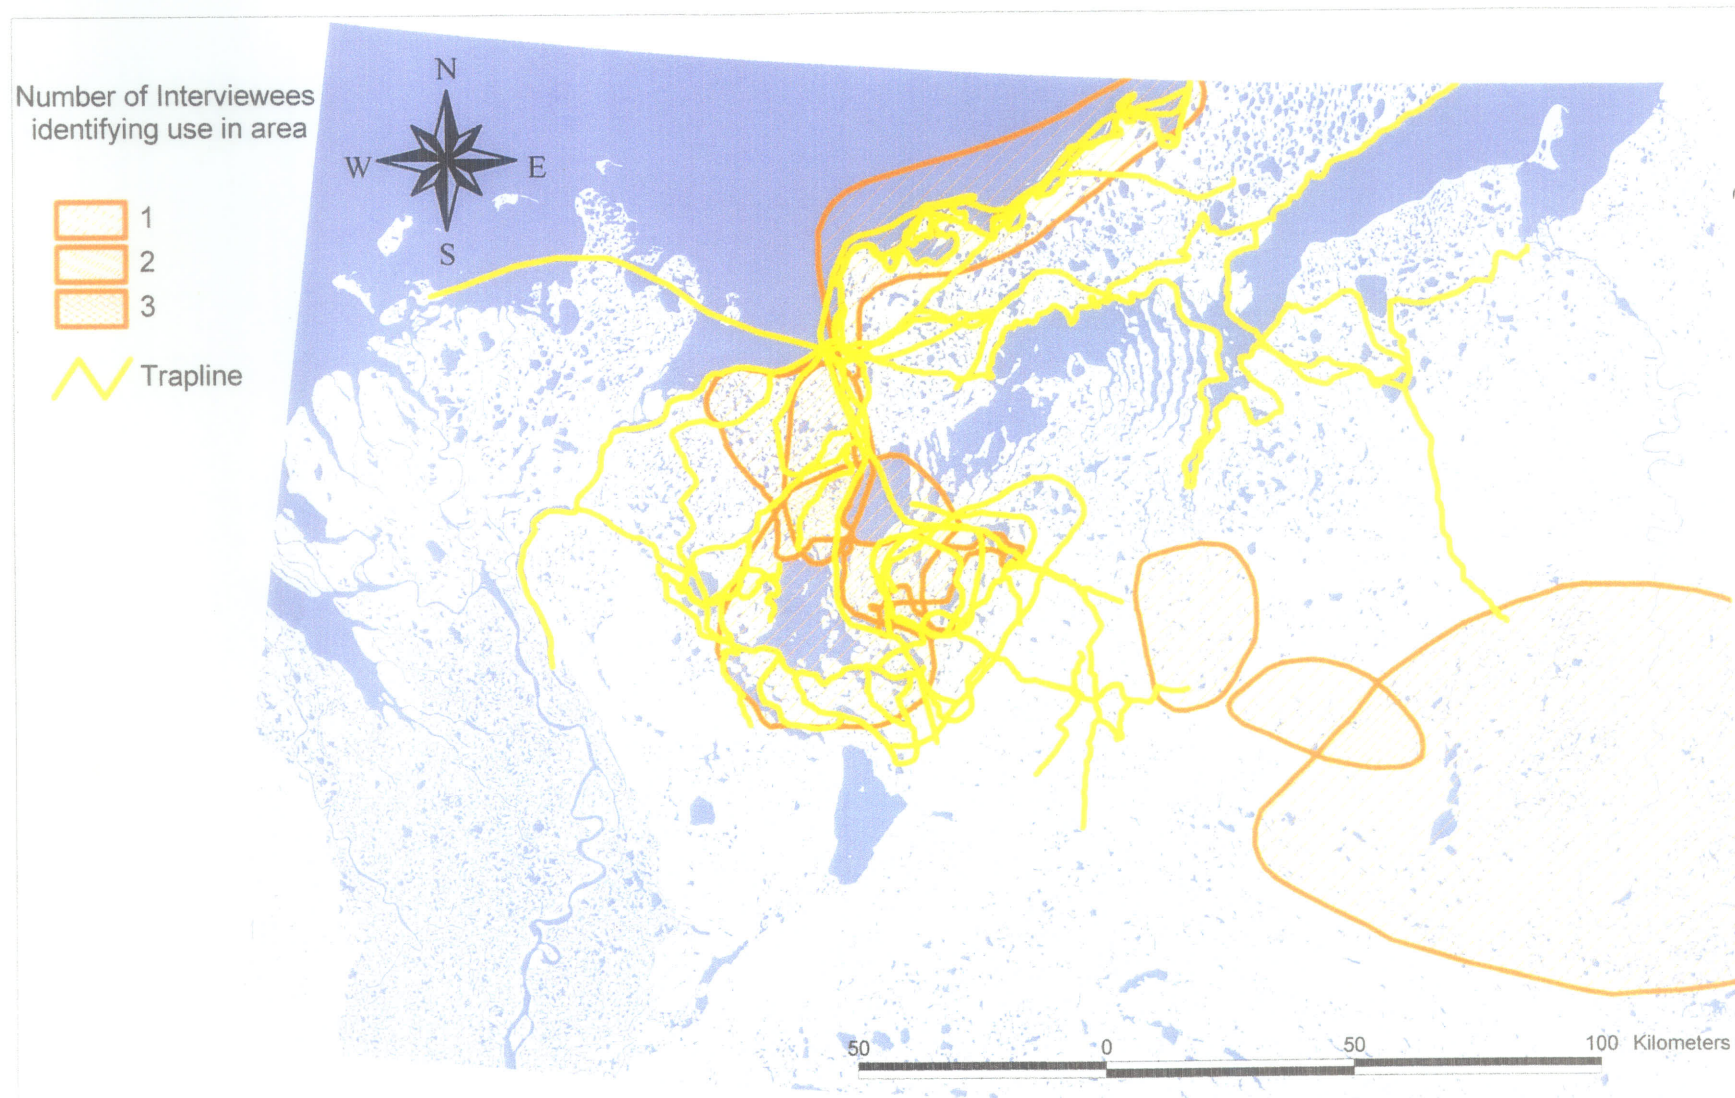 Number of Interviewees
identifying use in area
1
2
3
Trapline
N
W
E
S
50
0
50
100 Kilometers